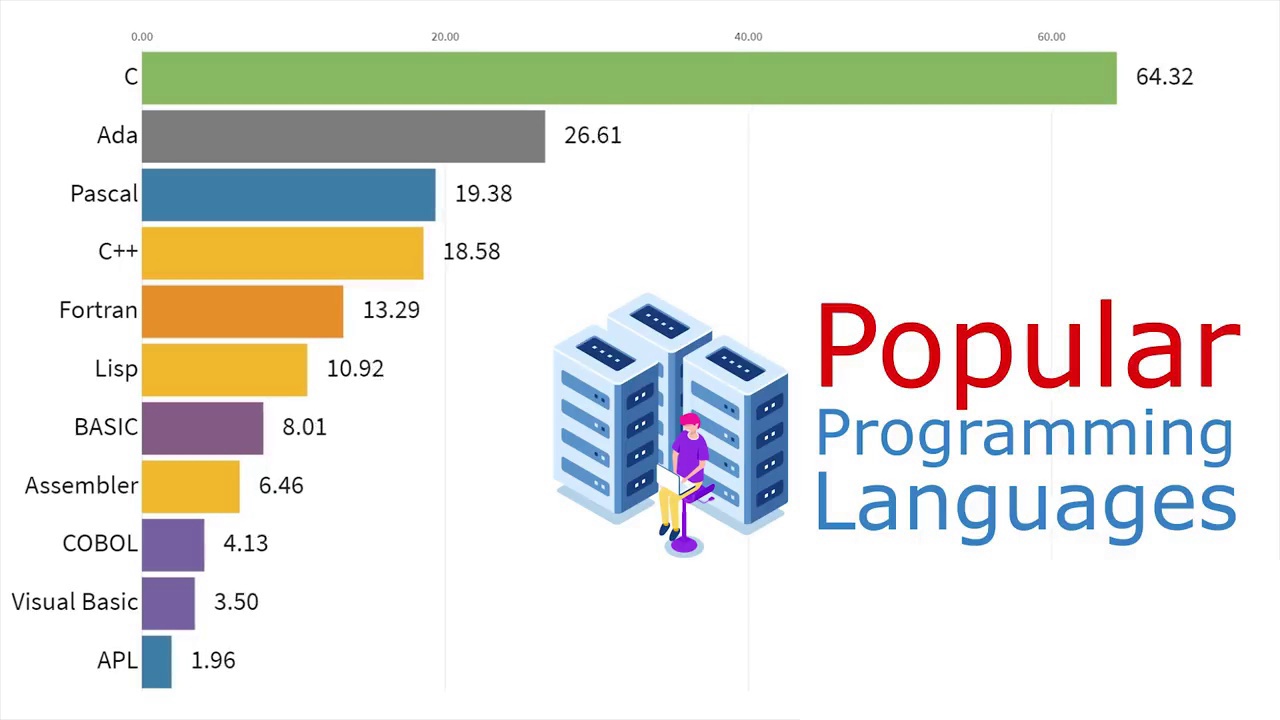 0.00 20.00 40.00 60.00
C 64.32
Ada 26.61
Pascal 19.38
C++ 18.58
Fortran 13.29
Lisp 10.92
BASIC 8.01
Assembler 6.46
COBOL 4.13
Visual Basic 3.50
APL 1.96
Popular
Programming
Languages